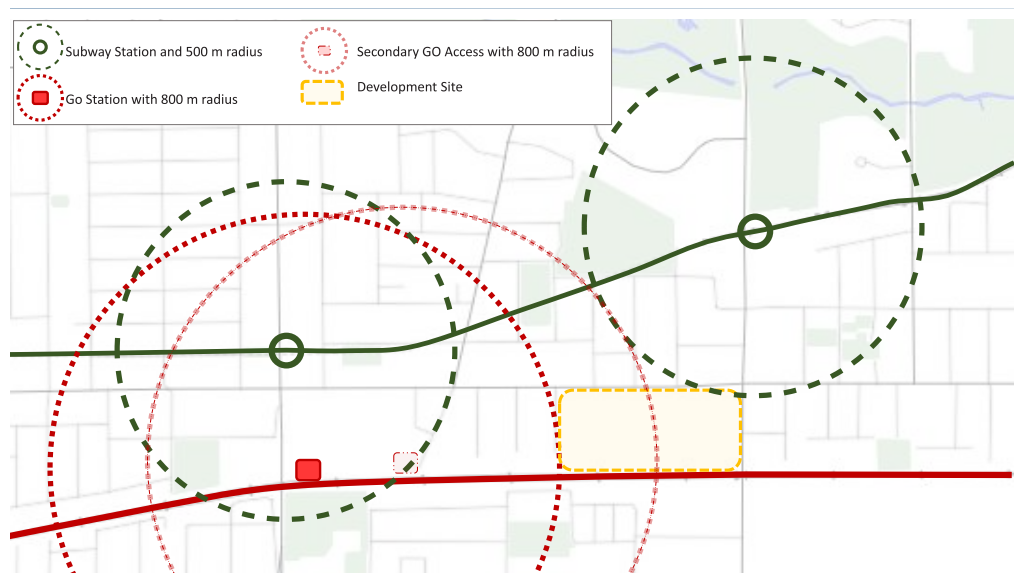 Subway Station and 500 m radius
Secondary GO Access with 800 m radius
Go Station with 800 m radius
Development Site